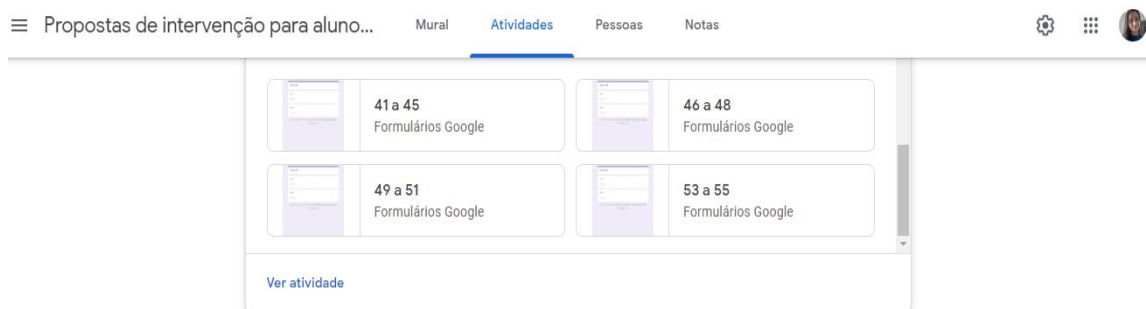 Propostas de intervenção para aluno... Mural Atividades Pessoas Notas
41 a 45
Formulários Google
46 a 48
Formulários Google
49 a 51
Formulários Google
53 a 55
Formulários Google
Ver atividade